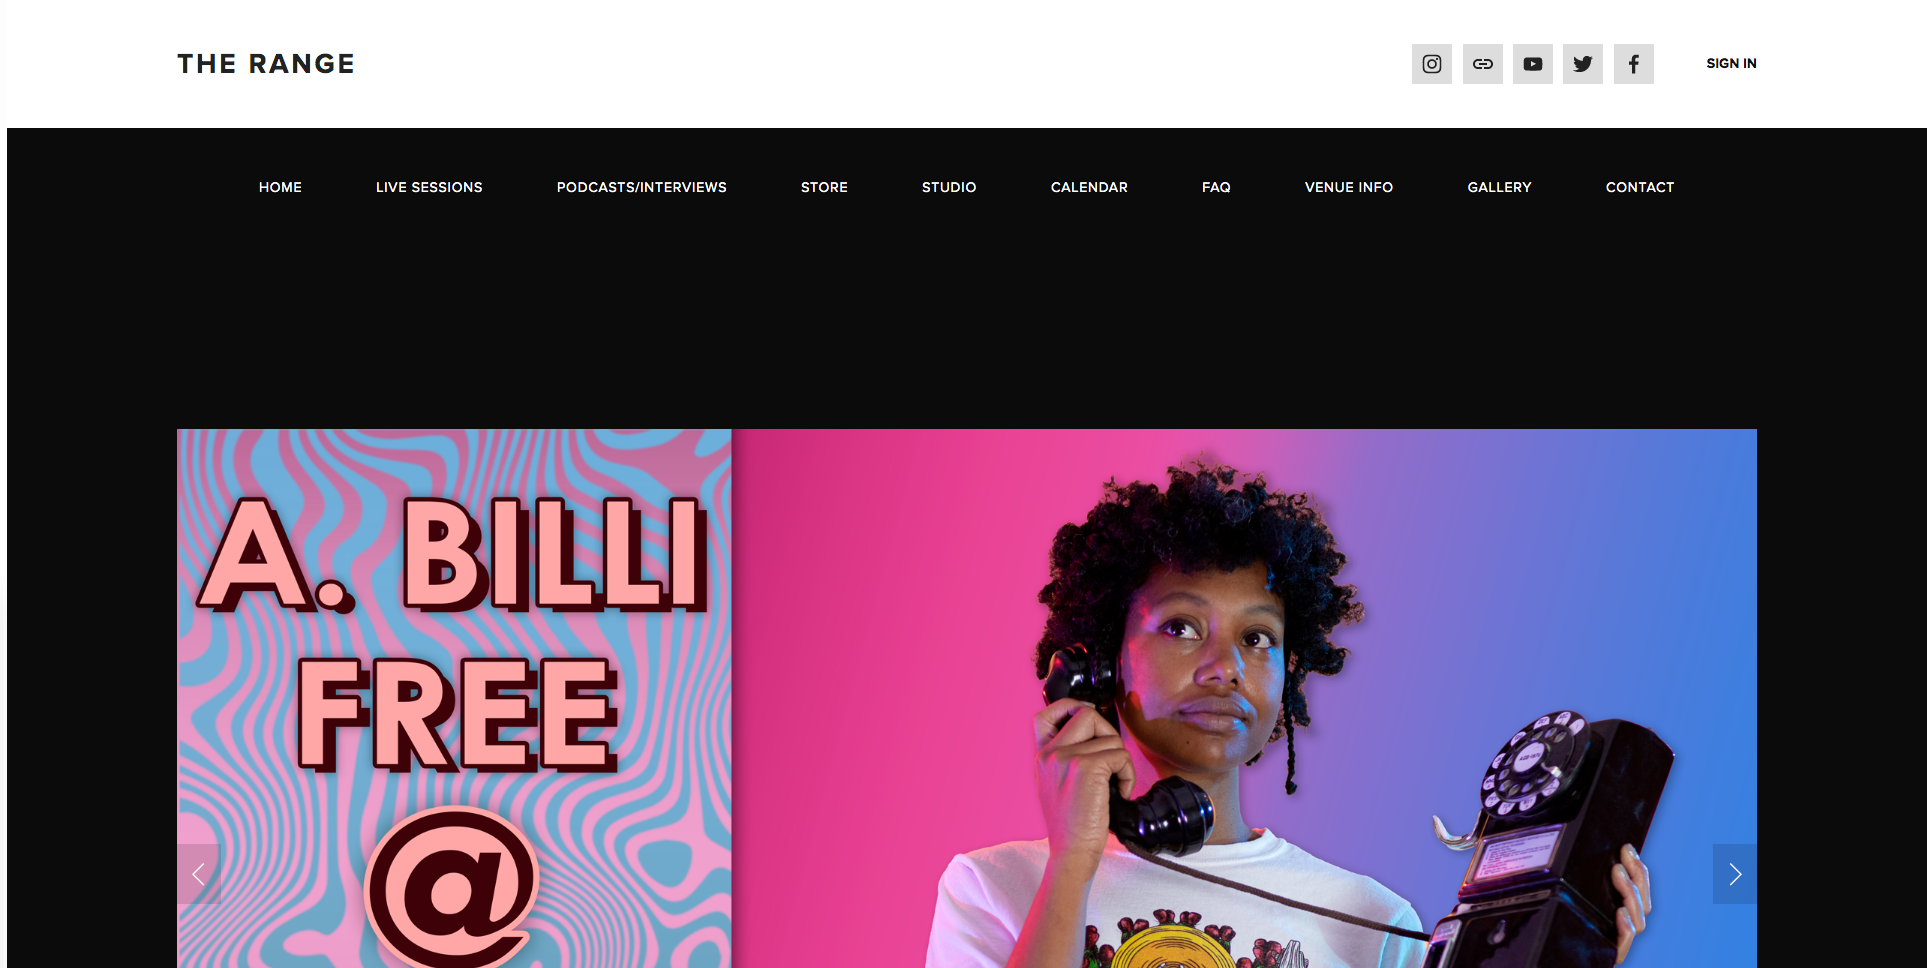 THE RANGE
SIGN IN
HOME LIVE SESSIONS PODCASTS/INTERVIEWS STORE STUDIO CALENDAR FAQ VENUE INFO GALLERY CONTACT
A. BILLI
FREE
@